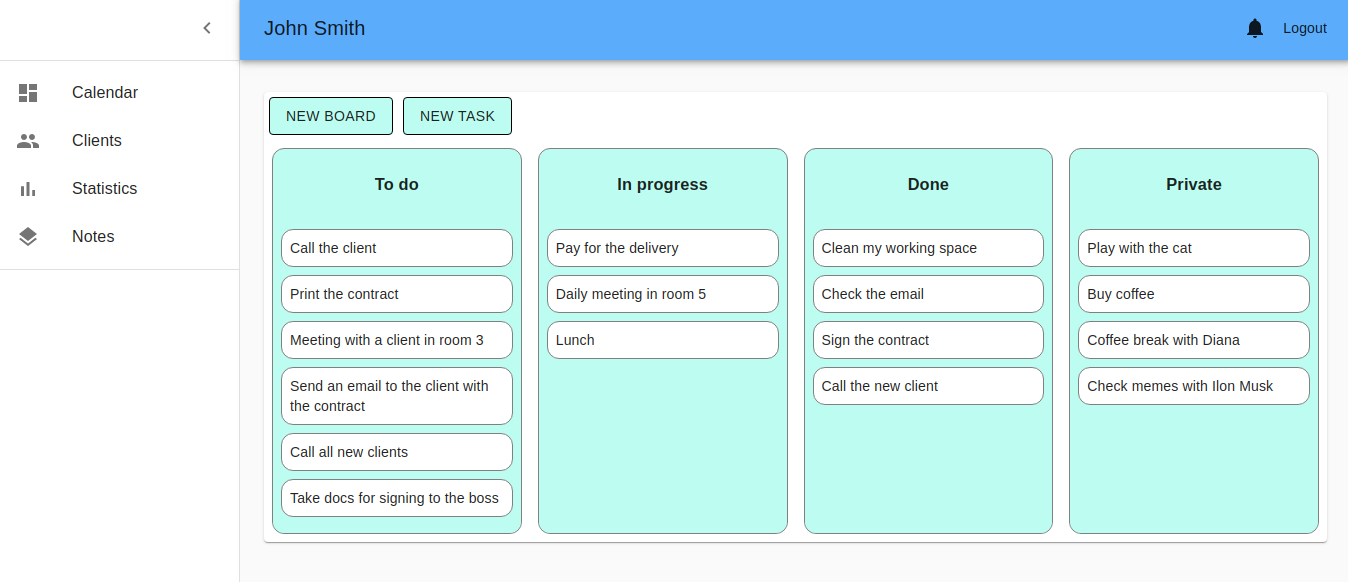 John Smith
Logout
Calendar
Clients
Statistics
Notes
NEW BOARD
NEW TASK
To do
Call the client
Print the contract
Meeting with a client in room 3
Send an email to the client with
the contract
Call all new clients
Take docs for signing to the boss
In progress
Pay for the delivery
Daily meeting in room 5
Lunch
Done
Clean my working space
Check the email
Sign the contract
Call the new client
Private
Play with the cat
Buy coffee
Coffee break with Diana
Check memes with Ilon Musk